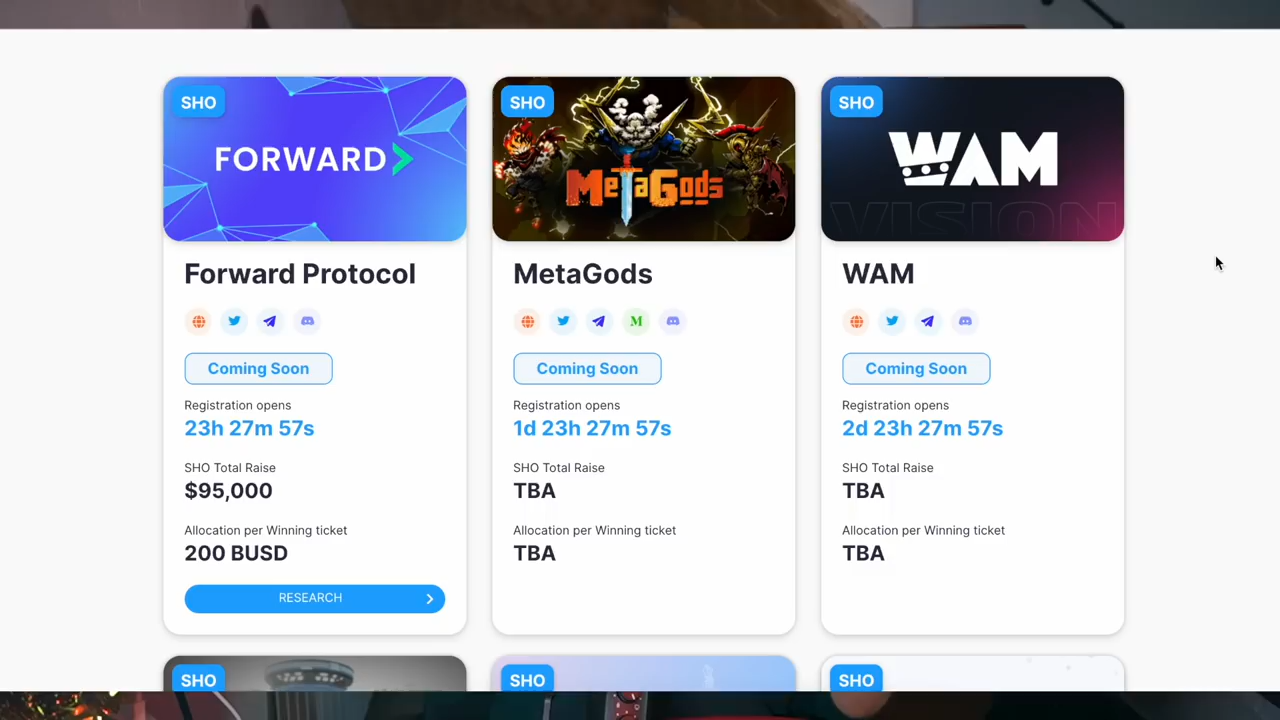 SHO
FORWARD
Forward Protocol
Coming Soon
Registration opens
23h 27m 57s
SHO Total Raise
$95,000
Allocation per Winning ticket
200 BUSD
RESEARCH
SHO
MetaGods
MetaGods
M
Coming Soon
Registration opens
1d 23h 27m 57s
SHO Total Raise
TBA
Allocation per Winning ticket
TBA
SHO
WAM
VISION
WAM
Coming Soon
Registration opens
2d 23h 27m 57s
SHO Total Raise
TBA
Allocation per Winning ticket
TBA
SHO
SHO
SHO